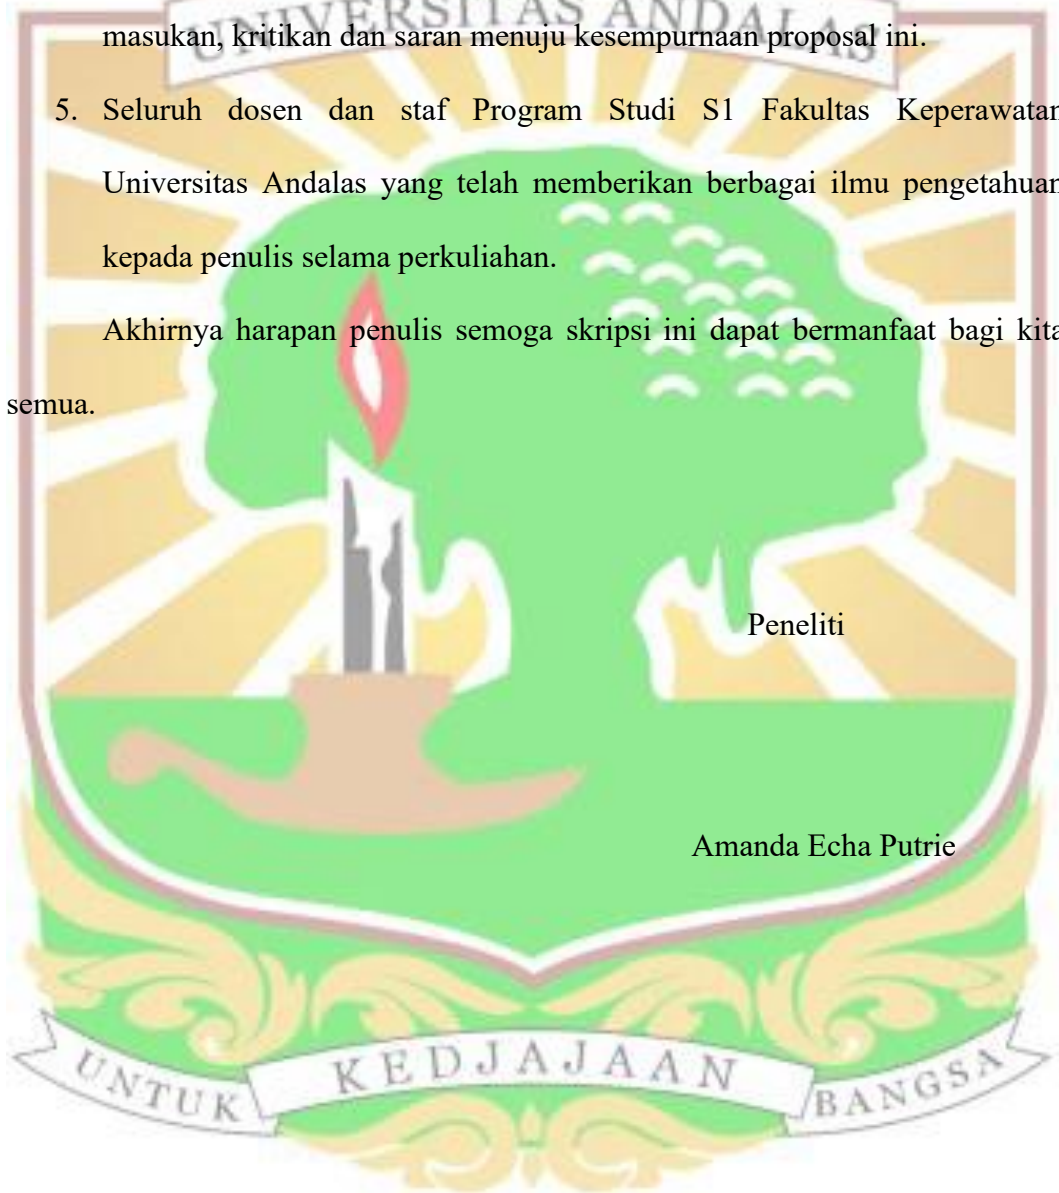 UNIVERSITAS ANDALAS
masukan, kritikan dan saran menuju kesempurnaan proposal ini.
5. Seluruh dosen dan staf Program Studi S1 Fakultas Keperawatan
Universitas Andalas yang telah memberikan berbagai ilmu pengetahuan
kepada penulis selama perkuliahan.
Akhirnya harapan penulis semoga skripsi ini dapat bermanfaat bagi kita
semua.
Peneliti
Amanda Echa Putrie
UNTUK KEDJAJAAN BANGSA